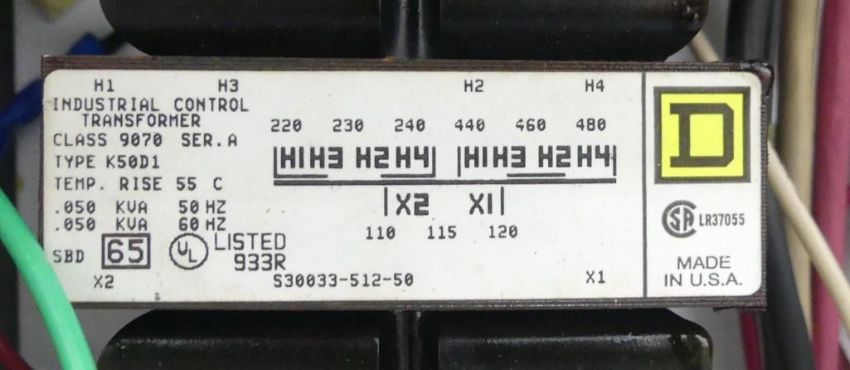 H1 H3 H2 H4
INDUSTRIAL CONTROL
TRANSFORMER
CLASS 9070 SER.A
TYPE K50D1
TEMP. RISE 55 C
.050 KVA 50 HZ
.050 KVA 60 HZ
SBD 65 UL LISTED
933R
X2 S30033-512-50 X1
220 230 240 440 460 480
H1 H3 H2 H4 H1 H3 H2 H4
X2 X1
110 115 120
D
SA LR37055
MADE
IN U.S.A.